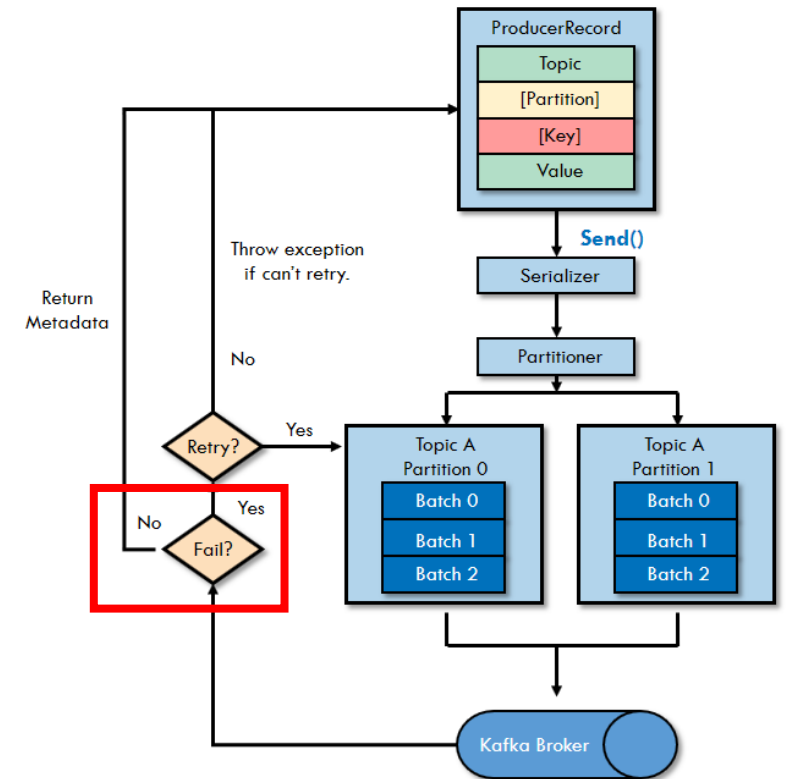 ProducerRecord
Topic
[Partition]
[Key]
Value
Send()
Serializer
Partitioner
Throw exception
if can't retry.
Return
Metadata
No
Retry?
Yes
Topic A
Partition 0
Batch 0
Batch 1
Batch 2
Topic A
Partition 1
Batch 0
Batch 1
Batch 2
No
Yes
Fail?
Kafka Broker